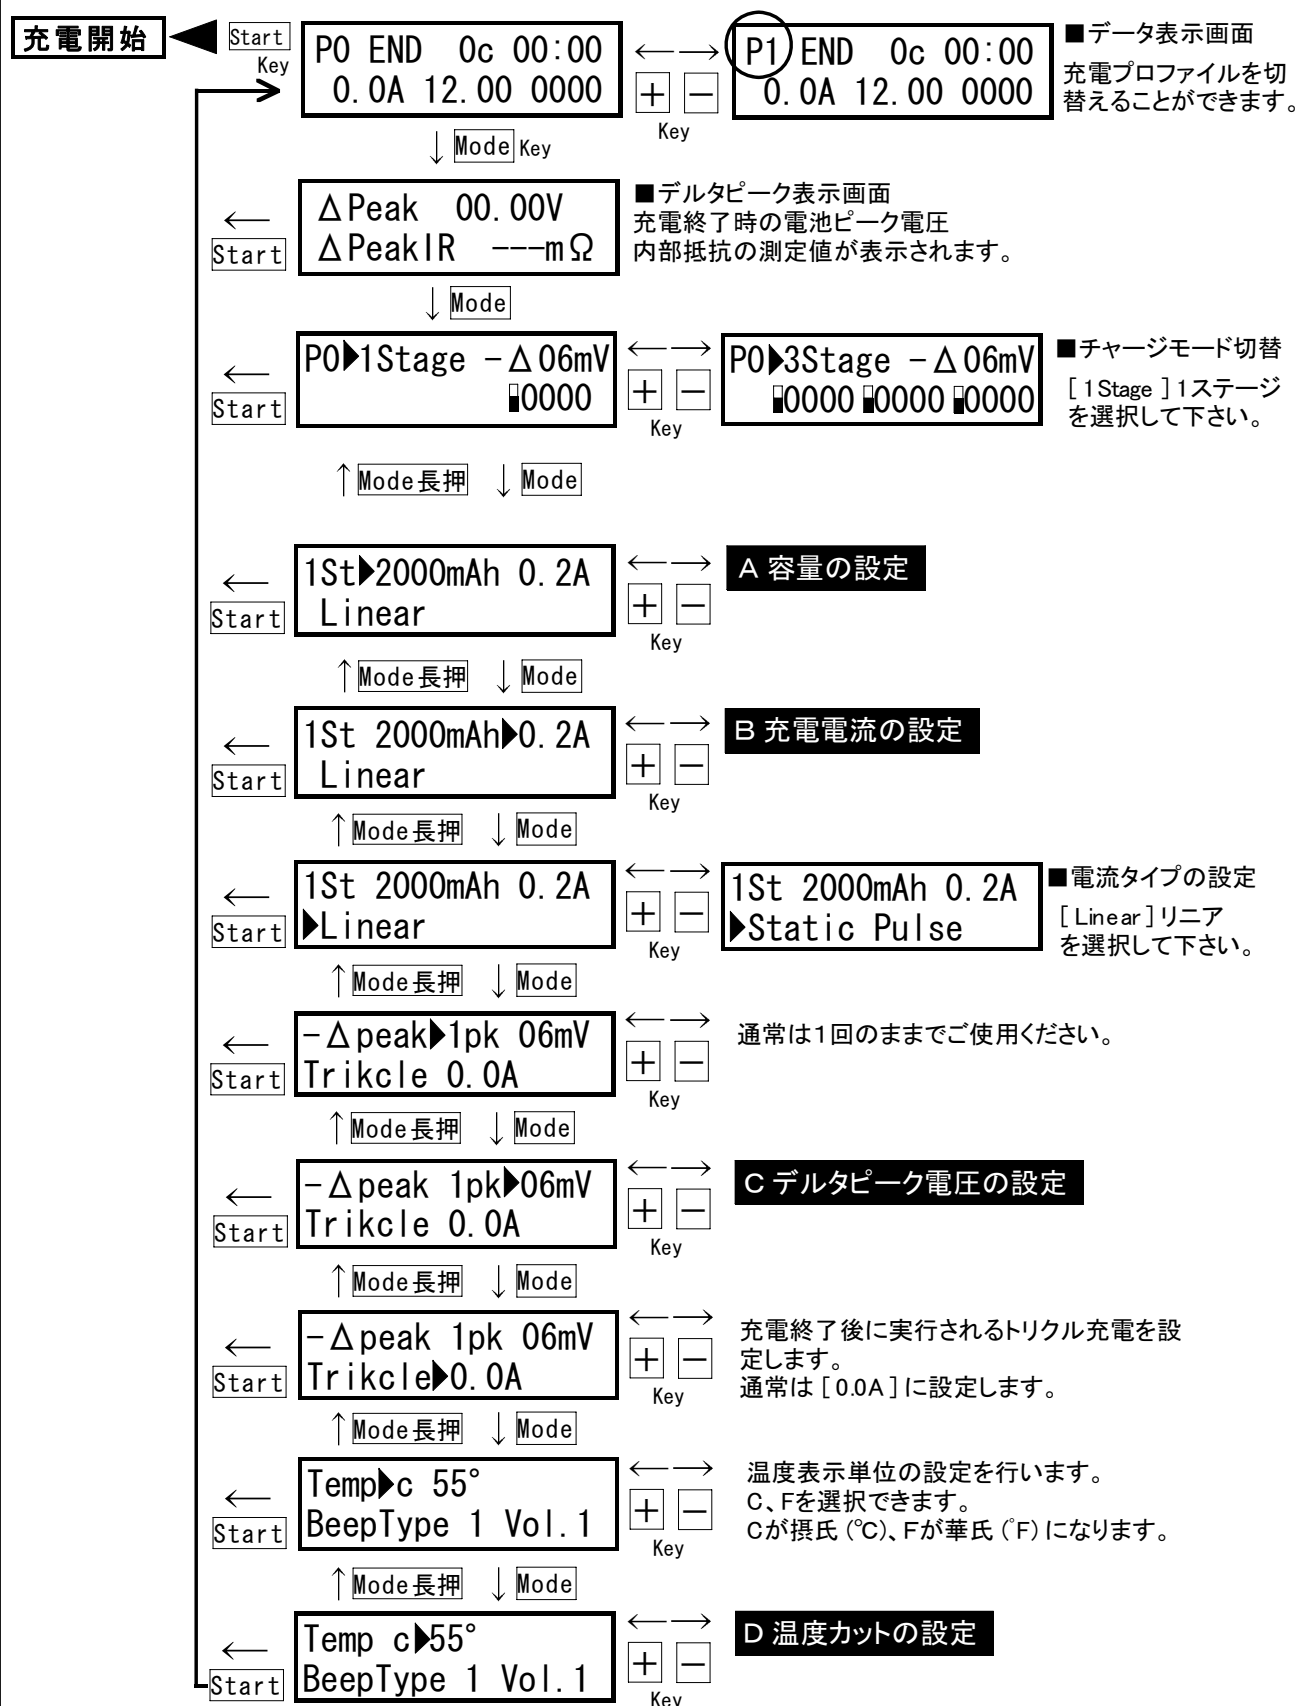 充電開始
Start
Key
P0 END 0c 00:00
0.0A 12.00 0000
←→
+ −
Key
P1 END 0c 00:00
0.0A 12.00 0000
■データ表示画面
充電プロファイルを切
替えることができます。
↓ Mode Key
←
Start
ΔPeak 00.00V
ΔPeakIR ---mΩ
■デルタピーク表示画面
充電終了時の電池ピーク電圧
内部抵抗の測定値が表示されます。
↓ Mode
←
Start
P0▶1Stage −Δ06mV
0000
←→
+ −
Key
P0▶3Stage −Δ06mV
0000 0000 0000
■チャージモード切替
[ 1Stage ] 1ステージ
を選択して下さい。
↑ Mode長押 ↓ Mode
←
Start
1St▶2000mAh 0.2A
Linear
←→
+ −
Key
A 容量の設定
↑ Mode長押 ↓ Mode
←
Start
1St 2000mAh▶0.2A
Linear
←→
+ −
Key
B 充電電流の設定
↑ Mode長押 ↓ Mode
←
Start
1St 2000mAh 0.2A
▶Linear
←→
+ −
Key
1St 2000mAh 0.2A
▶Static Pulse
■電流タイプの設定
[ Linear ] リニア
を選択して下さい。
↑ Mode長押 ↓ Mode
←
Start
−Δpeak▶1pk 06mV
Trikcle 0.0A
←→
+ −
Key
通常は1回のままでご使用ください。
↑ Mode長押 ↓ Mode
←
Start
−Δpeak 1pk▶06mV
Trikcle 0.0A
←→
+ −
Key
C デルタピーク電圧の設定
↑ Mode長押 ↓ Mode
←
Start
−Δpeak 1pk 06mV
Trikcle▶0.0A
←→
+ −
Key
充電終了後に実行されるトリクル充電を設
定します。
通常は [ 0.0A ] に設定します。
↑ Mode長押 ↓ Mode
←
Start
Temp▶c 55°
BeepType 1 Vol.1
←→
+ −
Key
温度表示単位の設定を行います。
C、Fを選択できます。
Cが摂氏 (℃)、Fが華氏 (°F) になります。
↑ Mode長押 ↓ Mode
←
Start
Temp c▶55°
BeepType 1 Vol.1
←→
+ −
Key
D 温度カットの設定